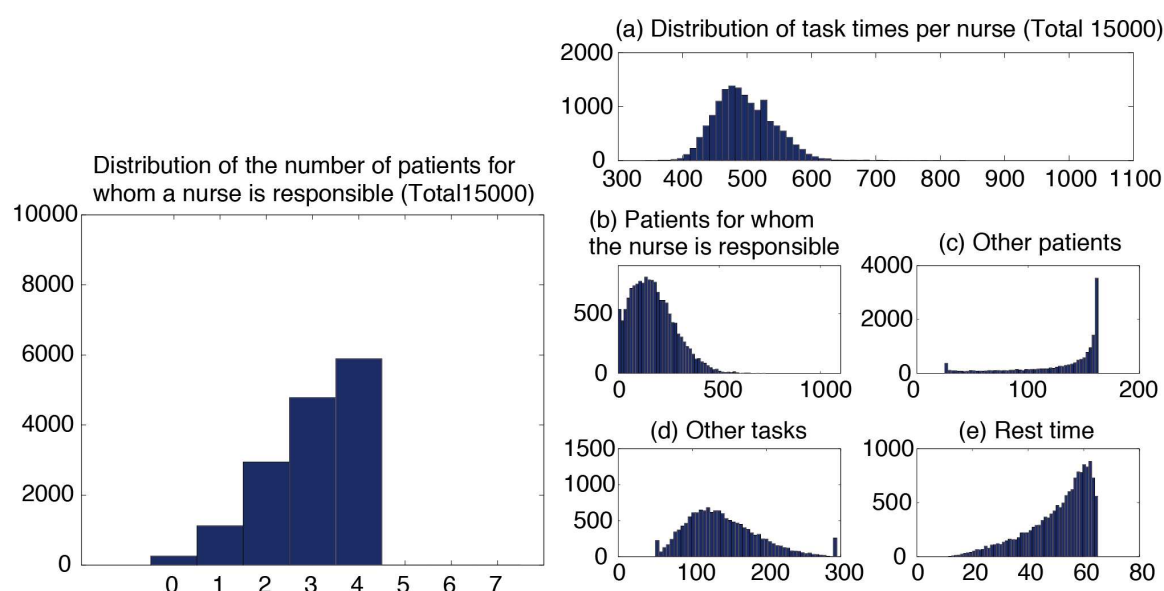 Distribution of the number of patients for
whom a nurse is responsible (Total15000)
10000
8000
6000
4000
2000
0
0 1 2 3 4 5 6 7
(a) Distribution of task times per nurse (Total 15000)
2000
1000
0
300 400 500 600 700 800 900 1000 1100
(b) Patients for whom
the nurse is responsible
500
0
0 500 1000
(c) Other patients
4000
2000
0
0 100 200
(d) Other tasks
1500
1000
500
0
0 100 200 300
(e) Rest time
1000
500
0
0 20 40 60 80